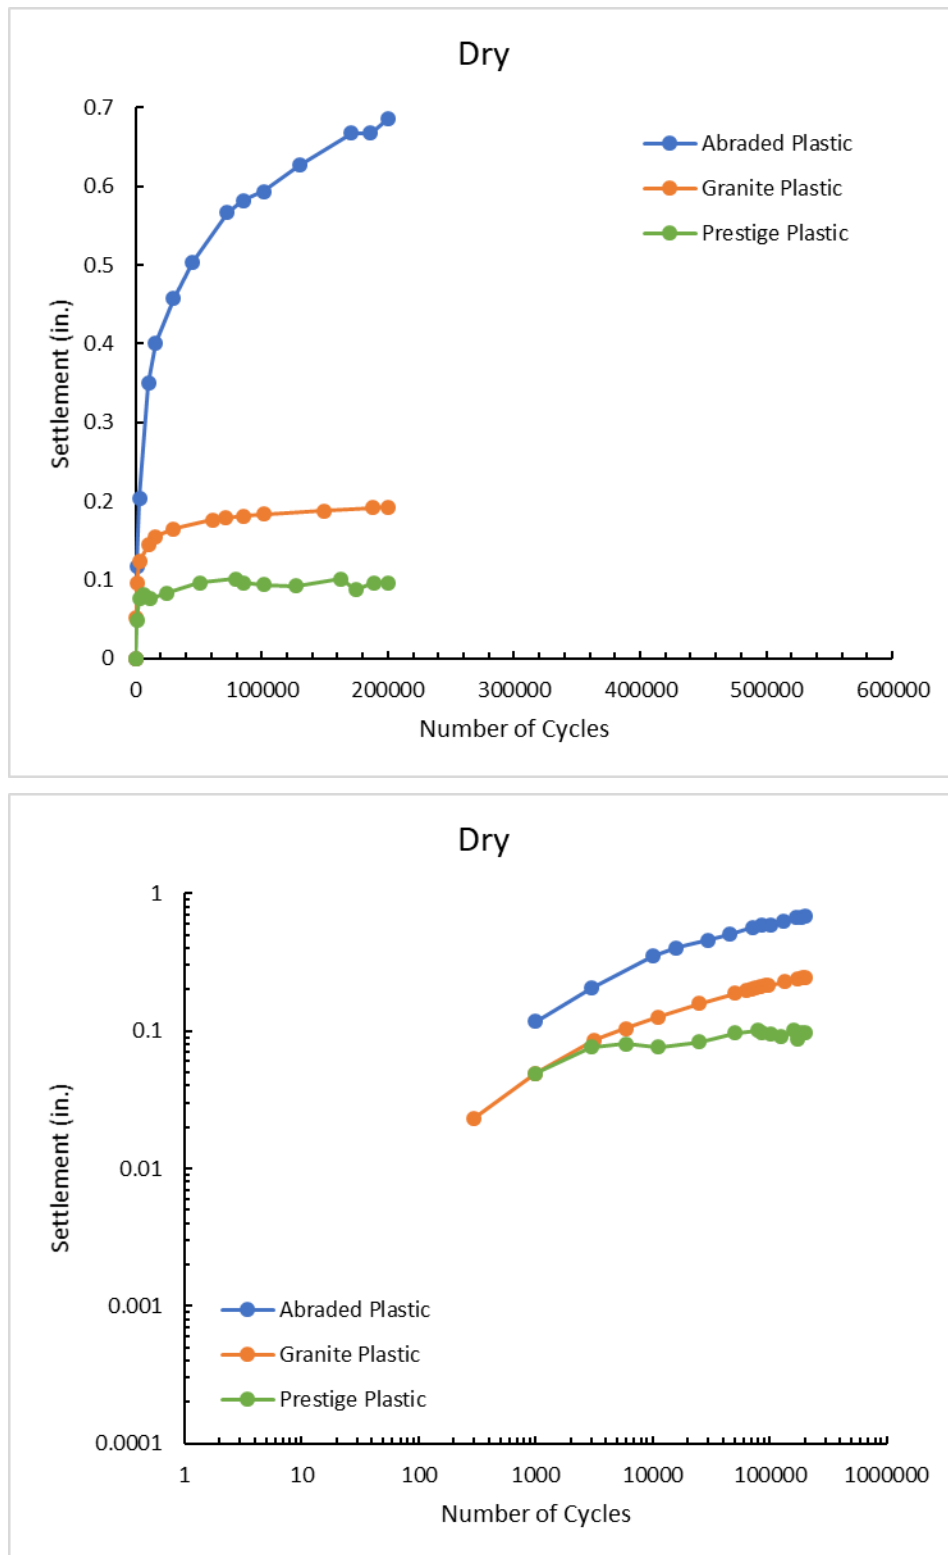 Dry
0.7
0.6
0.5
0.4
0.3
0.2
0.1
0
Settlement (in.)
Abraded Plastic
Granite Plastic
Prestige Plastic
0 100000 200000 300000 400000 500000 600000
Number of Cycles
Dry
1
0.1
0.01
0.001
0.0001
Settlement (in.)
Abraded Plastic
Granite Plastic
Prestige Plastic
1 10 100 1000 10000 100000 1000000
Number of Cycles